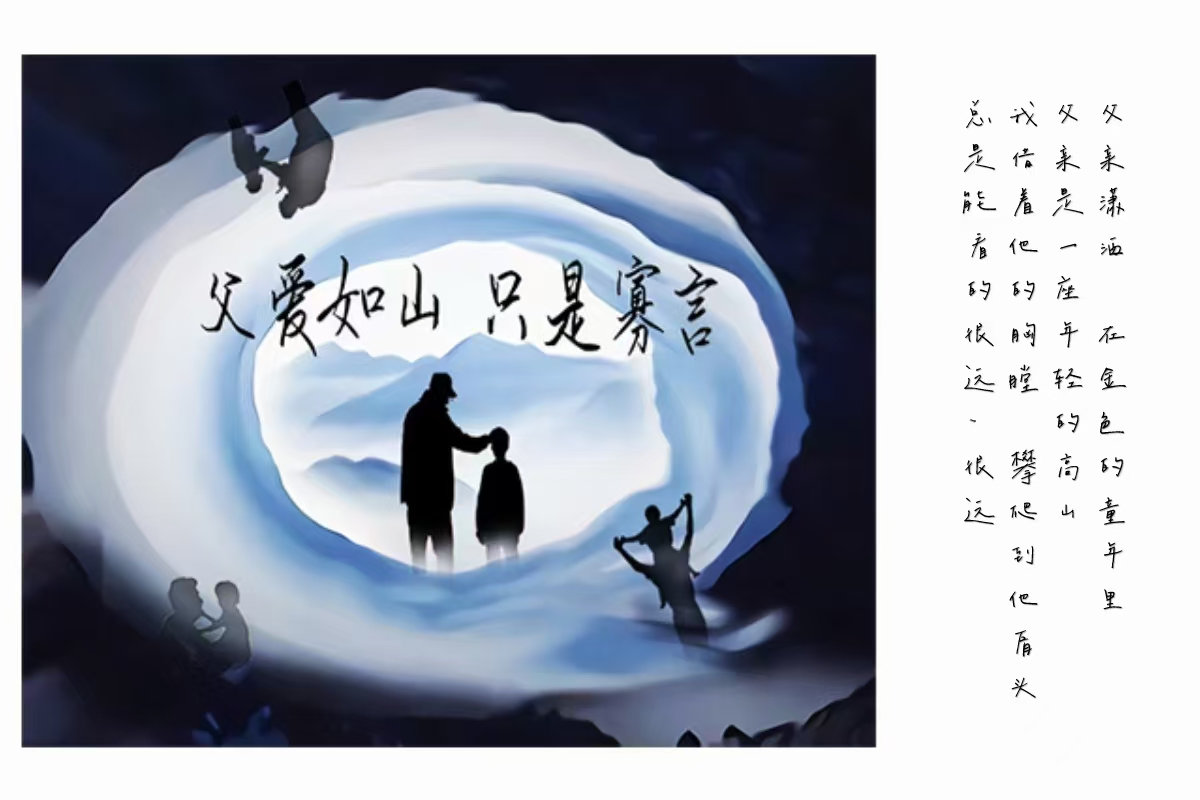 父爱如山 只是寡言
父亲潇洒 在金色的童年里
父亲是一座年轻的高山
我借着他的胸膛 攀爬到他肩头
总是能看的很远、很远